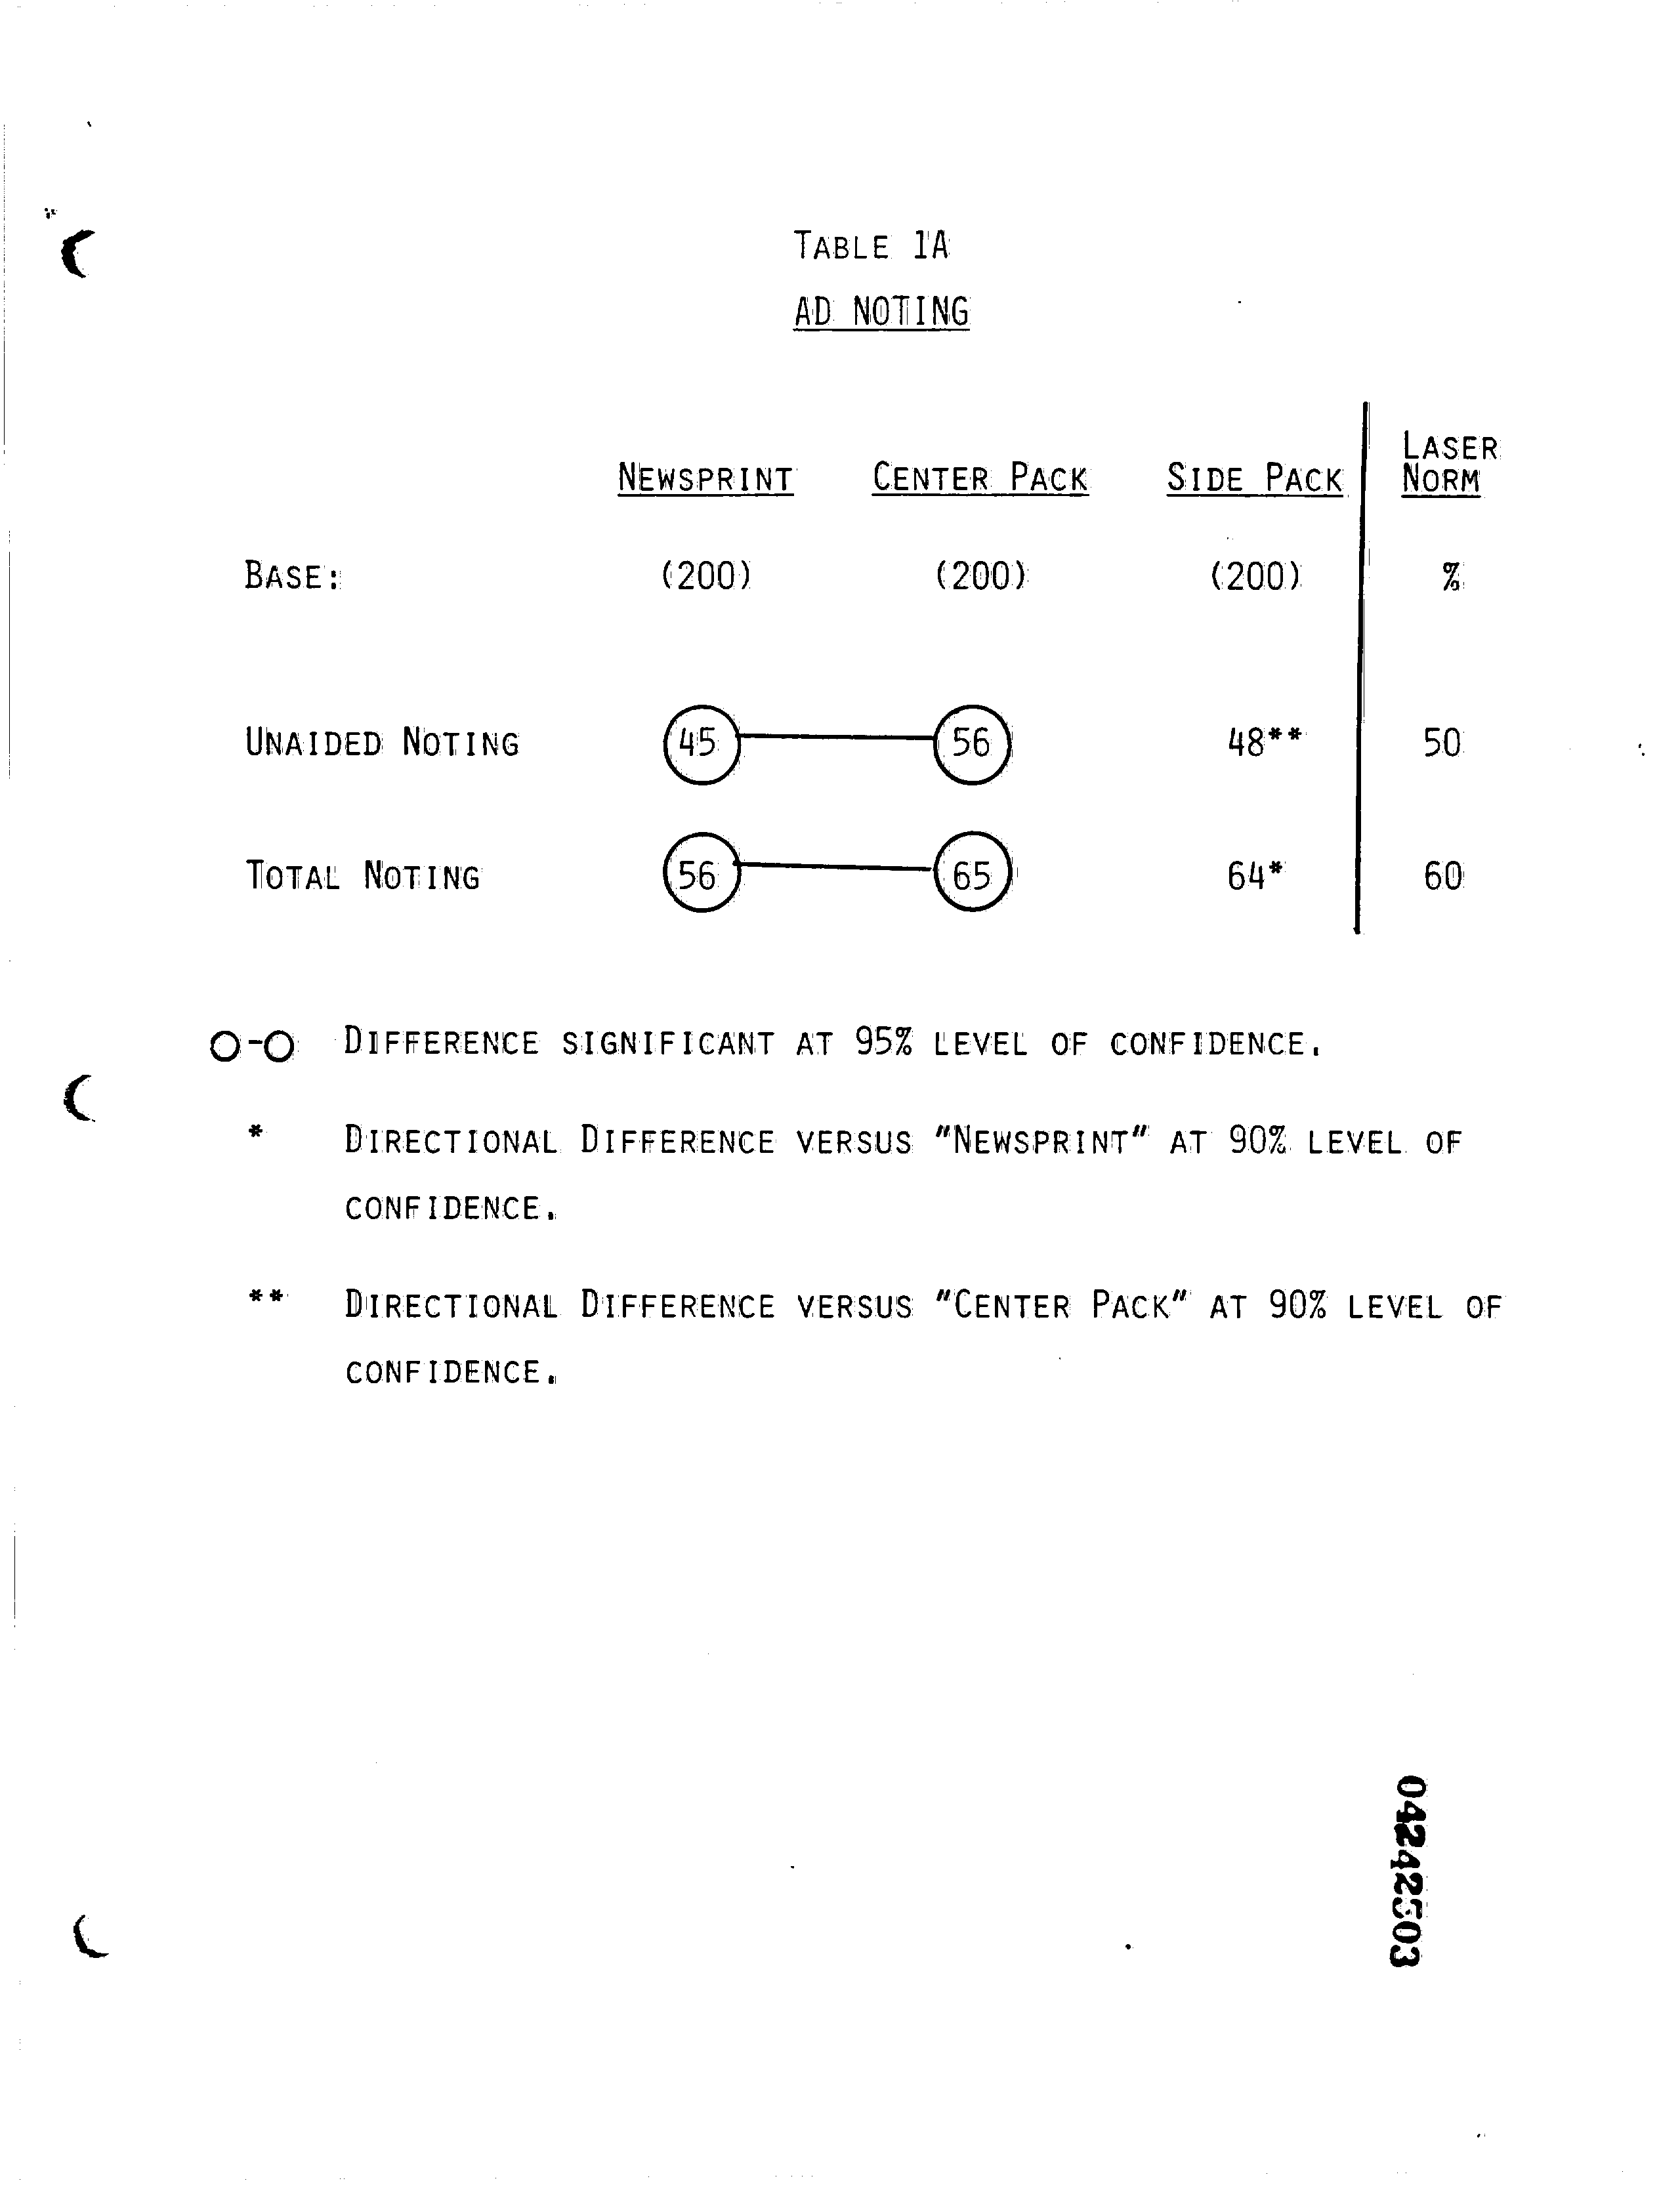 TABLE 1A
AD NOTING
LASER
NEWSPRINT CENTER PACK SIDE PACK NORM
BASE: (200) (200) (200) %
UNAIDED NOTING 45 56 48** 50
TOTAL NOTING 56 65 64* 60
O-O DIFFERENCE SIGNIFICANT AT 95% LEVEL OF CONFIDENCE.
* DIRECTIONAL DIFFERENCE VERSUS "NEWSPRINT" AT 90% LEVEL OF
CONFIDENCE.
** DIRECTIONAL DIFFERENCE VERSUS "CENTER PACK" AT 90% LEVEL OF
CONFIDENCE.
04242503